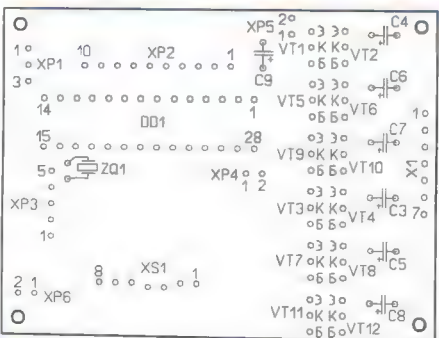 XP5
2
1
C4
1
XP1
3
10
XP2
1
C9
VT1
э
Э
К
К
Б
Б
VT2
14
1
DD1
15
28
C6
VT5
Э
Э
К
К
Б
Б
VT6
C7
1
X1
7
VT9
Э
Э
К
К
Б
Б
VT10
ZQ1
5
XP3
1
XP4
1
2
VT3
Э
Э
К
К
Б
Б
VT4
C3
2
1
XP6
8
XS1
1
VT7
Э
Э
К
К
Б
Б
VT8
C5
VT11
Э
Э
К
К
Б
Б
VT12
C8